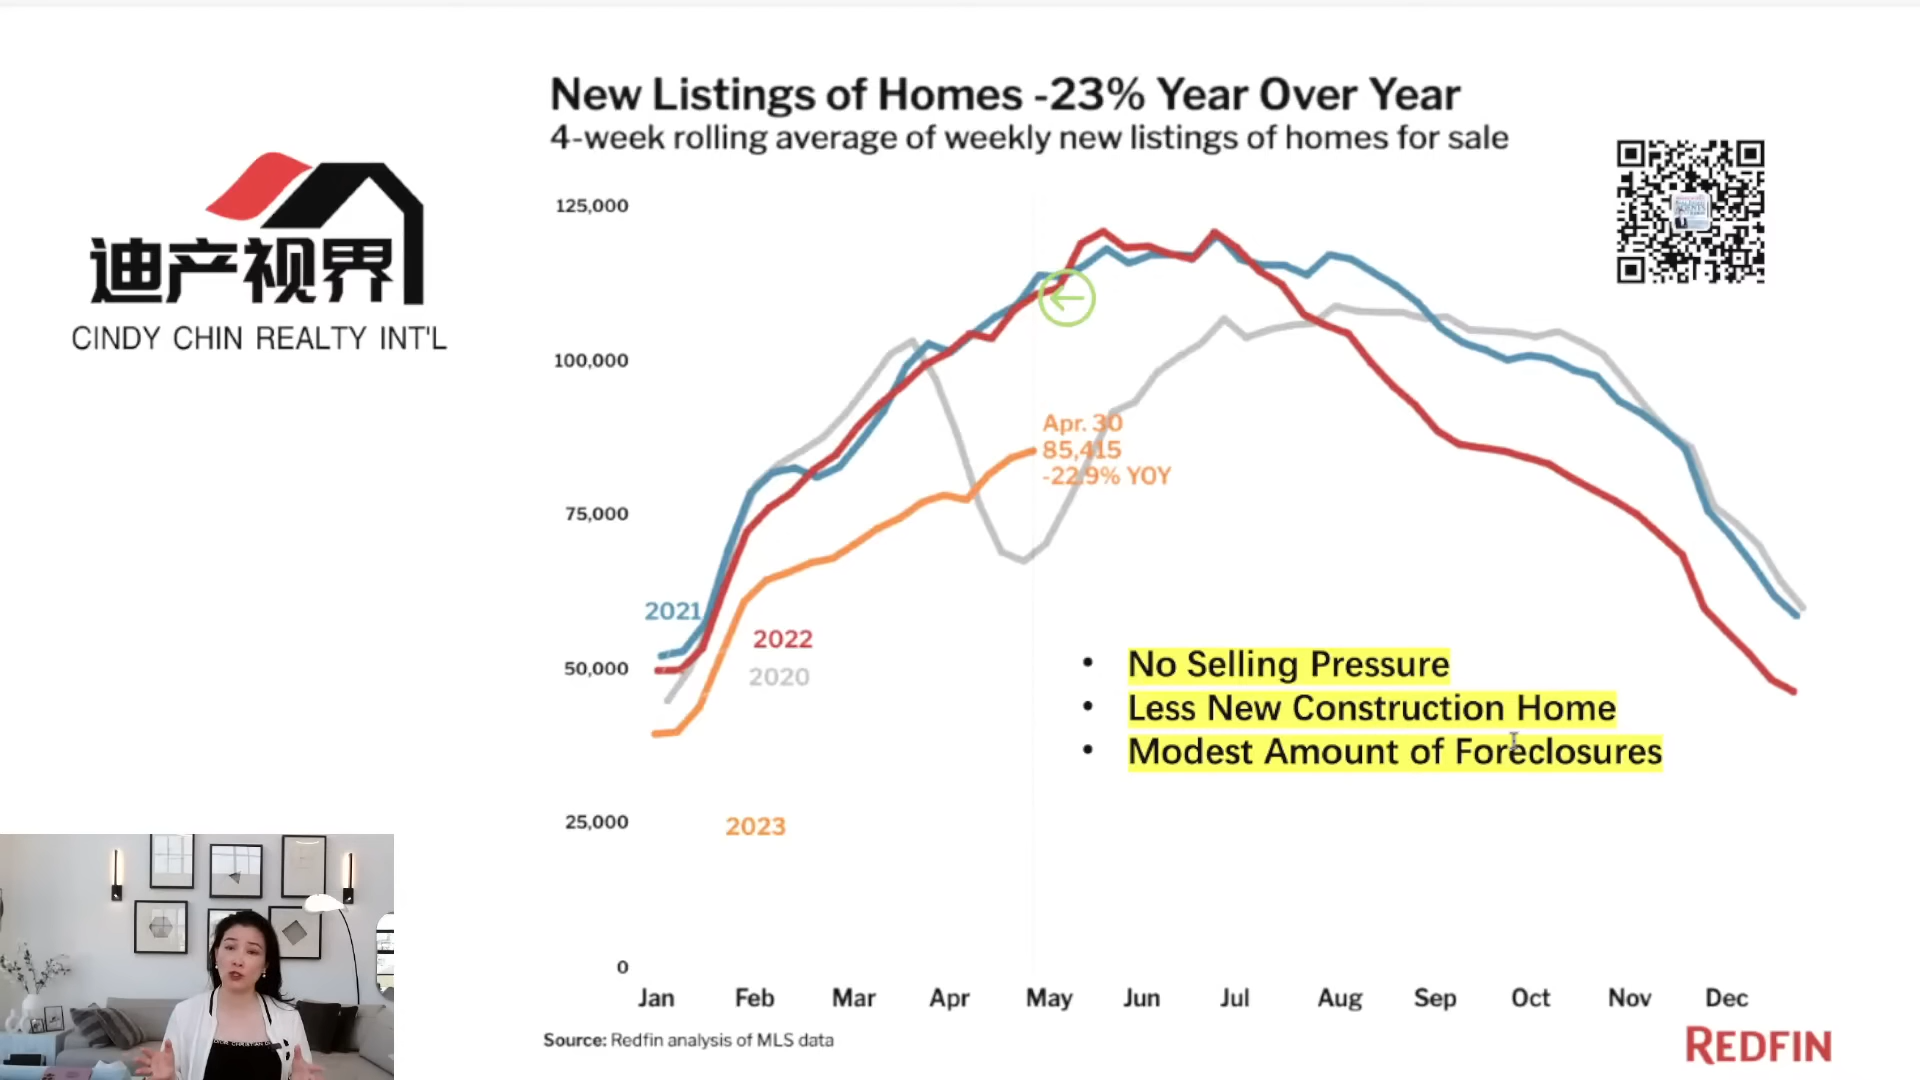 New Listings of Homes -23% Year Over Year
4-week rolling average of weekly new listings of homes for sale
迪产视界
CINDY CHIN REALTY INT'L
125,000
100,000
75,000
50,000
25,000
0
Apr. 30
85,415
-22.9% YOY
2021
2022
2020
2023
• No Selling Pressure
• Less New Construction Home
• Modest Amount of Foreclosures
Jan Feb Mar Apr May Jun Jul Aug Sep Oct Nov Dec
Source: Redfin analysis of MLS data
REDFIN